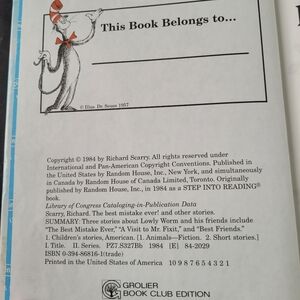 This Book Belongs to...
© Dr. Seuss 1957
Copyright © 1984 by Richard Scarry. All rights reserved under
International and Pan-American Copyright Conventions. Published in
the United States by Random House, Inc., New York, and simultaneously
in Canada by Random House of Canada Limited, Toronto. Originally
published by Random House, Inc., in 1984 as a STEP INTO READING®
book.
Library of Congress Cataloging-in-Publication Data
Scarry, Richard. The best mistake ever! and other stories.
SUMMARY: Three stories about Lowly Worm and his friends include
"The Best Mistake Ever," "A Visit to Mr. Fixit," and "Best Friends."
1. Children's stories, American. [1. Animals—Fiction. 2. Short stories.]
I. Title. II. Series. PZ7.S327Bb 1984 [E] 84-2029
ISBN 0-394-86816-1(trade)
Printed in the United States of America 10 9 8 7 6 5 4 3 2 1
GROLIER
BOOK CLUB EDITION